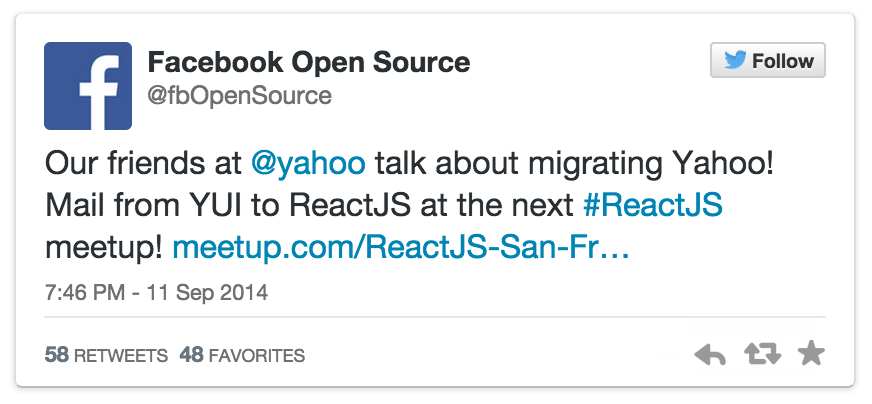 Facebook Open Source
@fbOpenSource
Follow
Our friends at @yahoo talk about migrating Yahoo!
Mail from YUI to ReactJS at the next #ReactJS
meetup! meetup.com/ReactJS-San-Fr…
7:46 PM - 11 Sep 2014
58 RETWEETS 48 FAVORITES